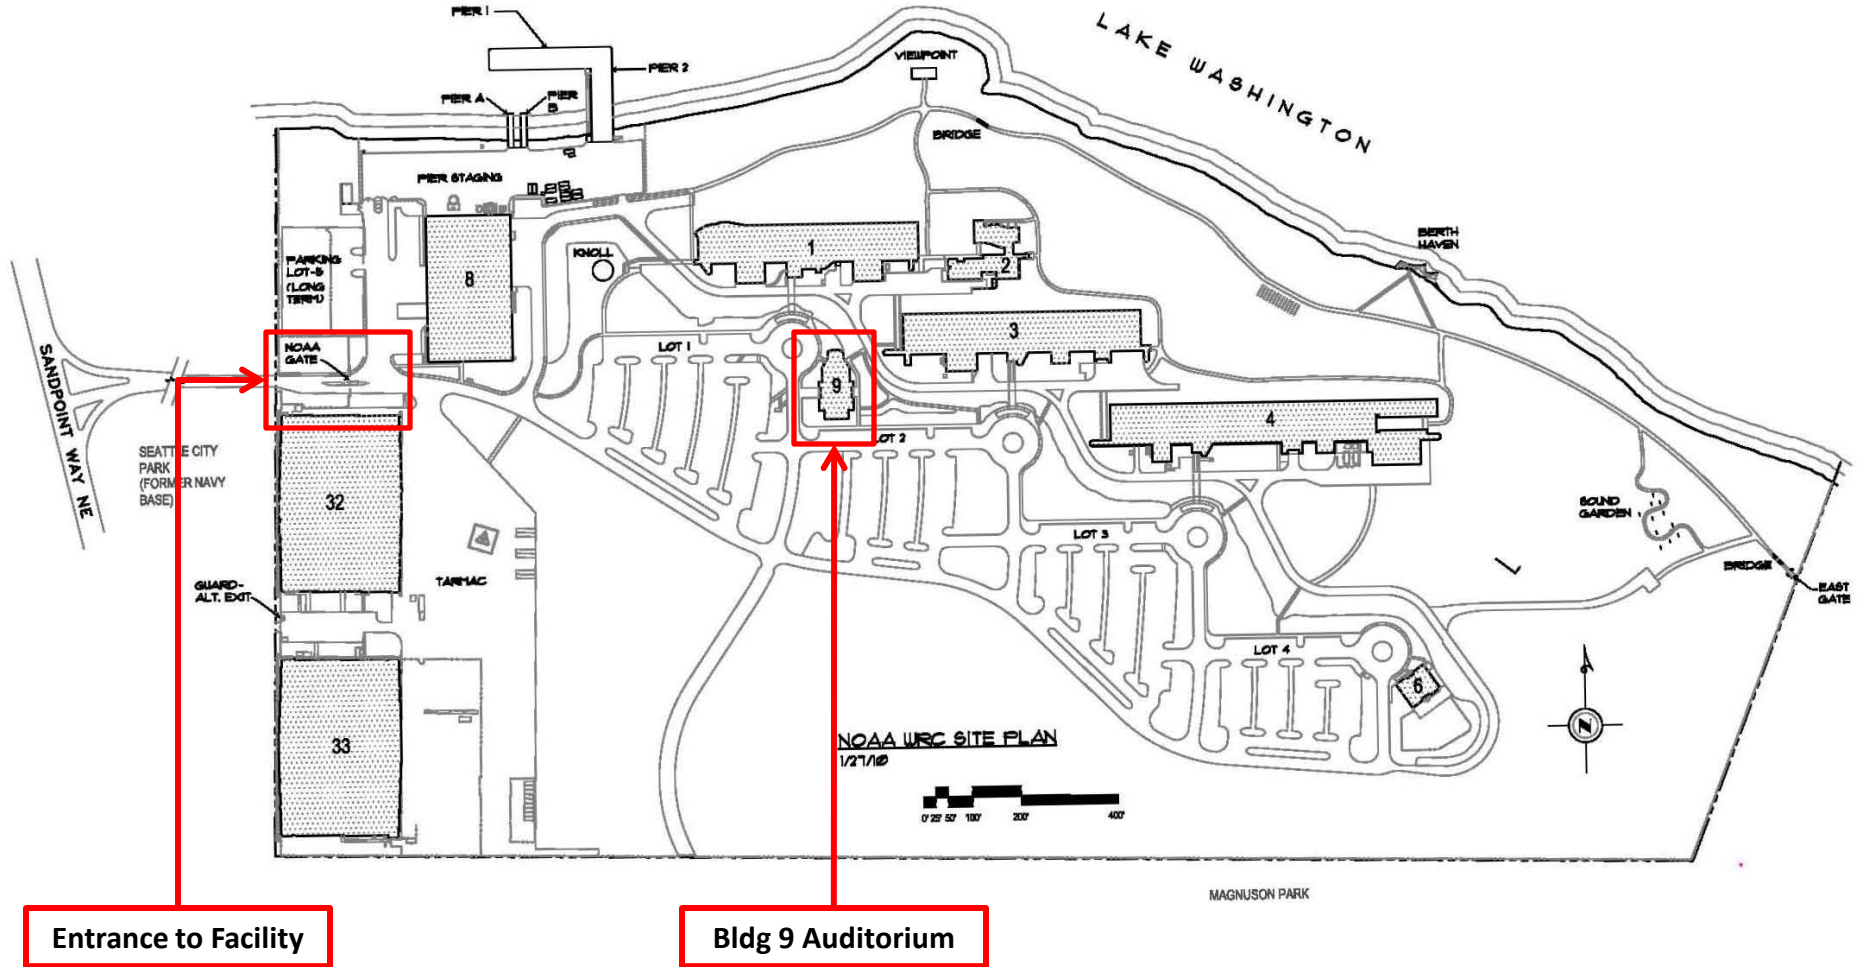 PIER 1
PIER 2
PIER A
PIER
B
LAKE WASHINGTON
VIEWPOINT
BRIDGE
PIER STAGING
BERTH
HAVEN
PARKING
LOT-5
(LONG
TERM)
8
KNOLL
1
2
3
NOAA
GATE
LOT 1
9
LOT 2
4
SANDPOINT WAY NE
SEATTLE CITY
PARK
(FORMER NAVY
BASE)
32
SOUND
GARDEN
LOT 3
TARMAC
GUARD-
ALT. EXIT
BRIDGE
EAST
GATE
LOT 4
6
33
NOAA WRC SITE PLAN
1/27/10
N
0' 25' 50' 100' 200' 400'
MAGNUSON PARK
Entrance to Facility
Bldg 9 Auditorium